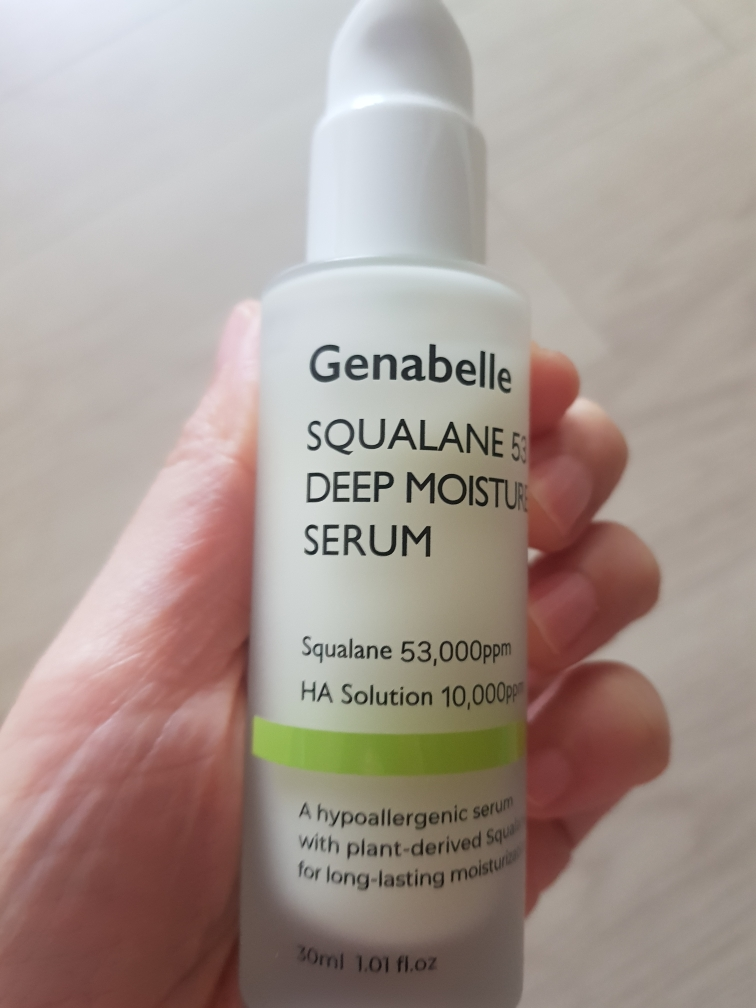 Genabelle
SQUALANE 53
DEEP MOISTURE
SERUM
Squalane 53,000ppm
HA Solution 10,000ppm
A hypoallergenic serum
with plant-derived
for long-lasting
30ml 1.01 fl.oz